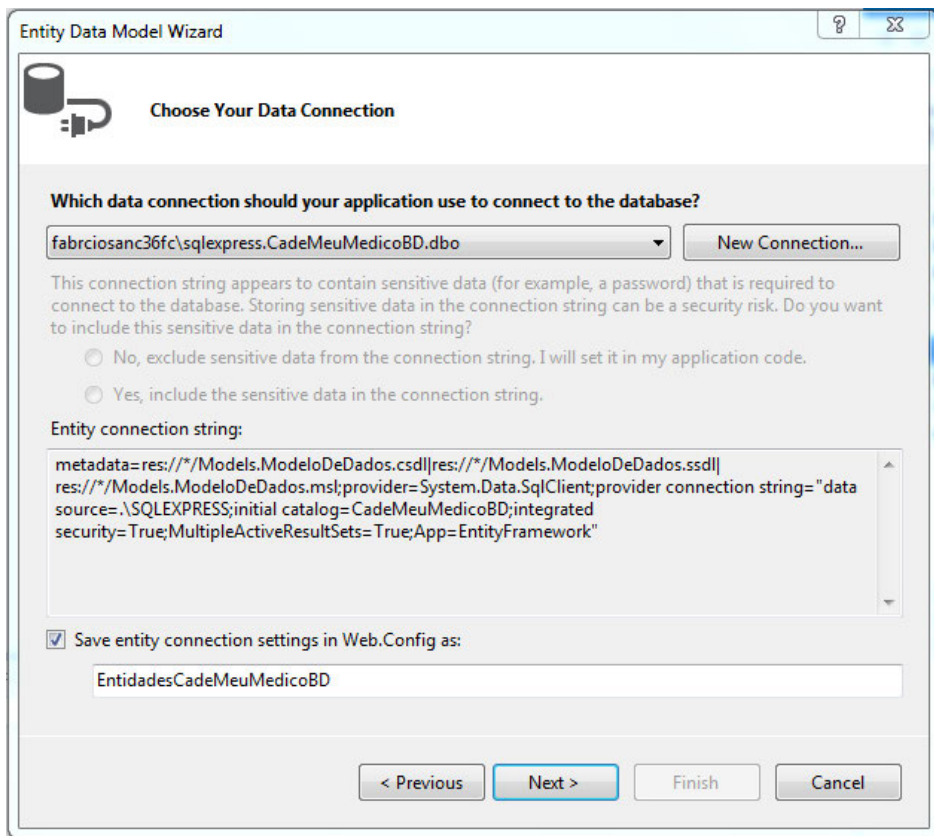 Entity Data Model Wizard
?
Choose Your Data Connection
Which data connection should your application use to connect to the database?
fabrciosanc36fc\sqlexpress.CadeMeuMedicoBD.dbo
New Connection...
This connection string appears to contain sensitive data (for example, a password) that is required to
connect to the database. Storing sensitive data in the connection string can be a security risk. Do you want
to include this sensitive data in the connection string?
No, exclude sensitive data from the connection string. I will set it in my application code.
Yes, include the sensitive data in the connection string.
Entity connection string:
metadata=res://*/Models.ModeloDeDados.csdl|res://*/Models.ModeloDeDados.ssdl|
res://*/Models.ModeloDeDados.msl;provider=System.Data.SqlClient;provider connection string="data
source=.\SQLEXPRESS;initial catalog=CadeMeuMedicoBD;integrated
security=True;MultipleActiveResultSets=True;App=EntityFramework"
Save entity connection settings in Web.Config as:
EntidadesCadeMeuMedicoBD
< Previous
Next >
Finish
Cancel